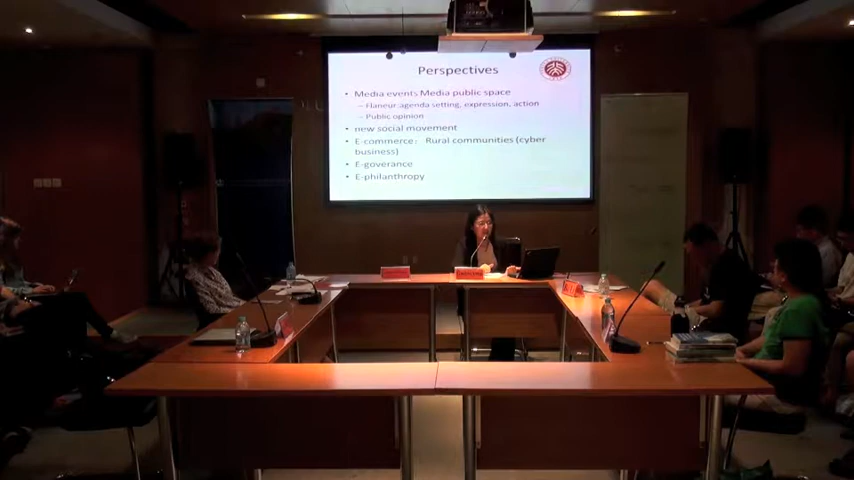 Perspectives
• Media events Media public space
– Flaneur,agenda setting, expression, action
– Public opinion
• new social movement
• E-commerce： Rural communities (cyber
business)
• E-goverance
• E-philanthropy